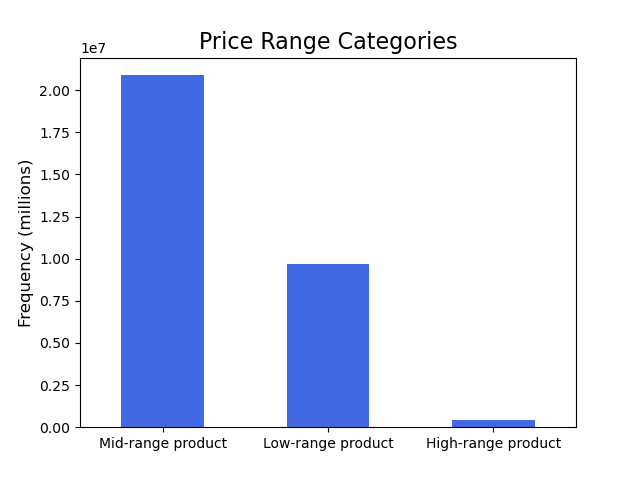 Price Range Categories
1e7
2.00
1.75
1.50
1.25
1.00
0.75
0.50
0.25
0.00
Frequency (millions)
Mid-range product
Low-range product
High-range product